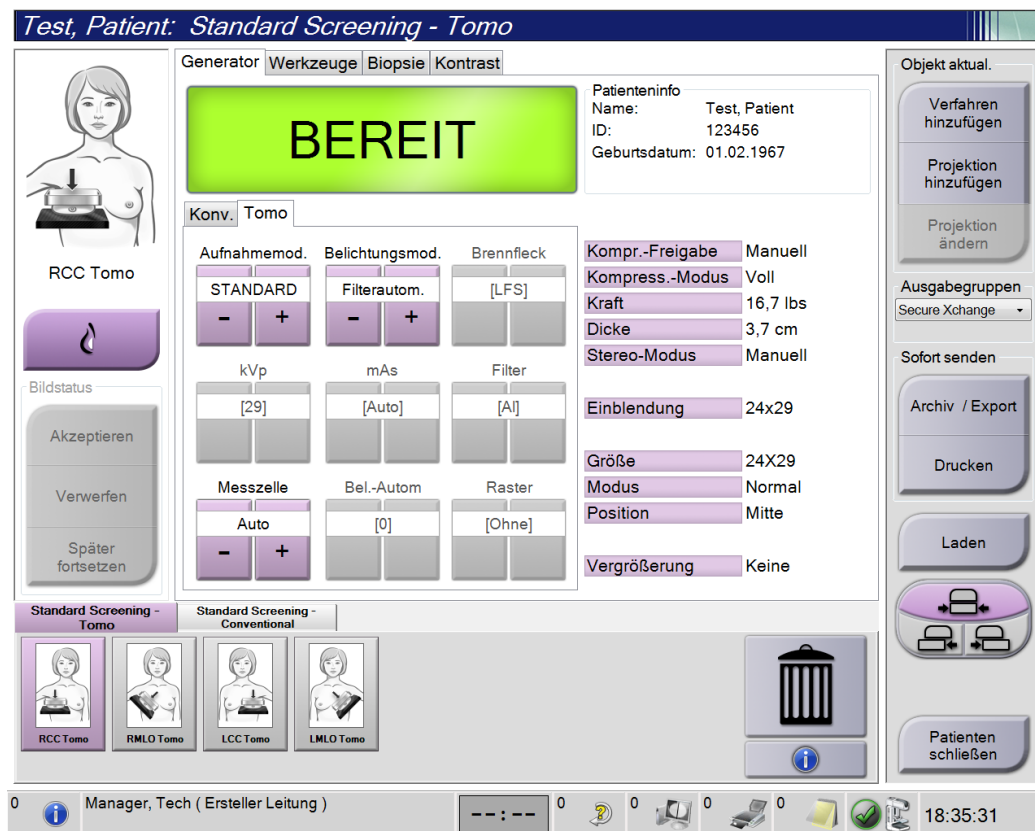 Test, Patient: Standard Screening - Tomo
RCC Tomo
Bildstatus
Akzeptieren
Verwerfen
Später
fortsetzen
Generator Werkzeuge Biopsie Kontrast
BEREIT
Patienteninfo
Name: Test, Patient
ID: 123456
Geburtsdatum: 01.02.1967
Konv. Tomo
Aufnahmemod. Belichtungsmod. Brennfleck
STANDARD Filterautom. [LFS]
- + - +
kVp mAs Filter
[29] [Auto] [Al]
Messzelle Bel.-Autom Raster
Auto [0] [Ohne]
- +
Kompr.-Freigabe Manuell
Kompress.-Modus Voll
Kraft 16,7 lbs
Dicke 3,7 cm
Stereo-Modus Manuell
Einblendung 24x29
Größe 24X29
Modus Normal
Position Mitte
Vergrößerung Keine
Objekt aktual.
Verfahren
hinzufügen
Projektion
hinzufügen
Projektion
ändern
Ausgabegruppen
Secure Xchange
Sofort senden
Archiv / Export
Drucken
Laden
Patienten
schließen
Standard Screening -
Tomo
Standard Screening -
Conventional
RCC Tomo RMLO Tomo LCC Tomo LMLO Tomo
0 Manager, Tech ( Ersteller Leitung ) --:-- 0 0 0 0 18:35:31